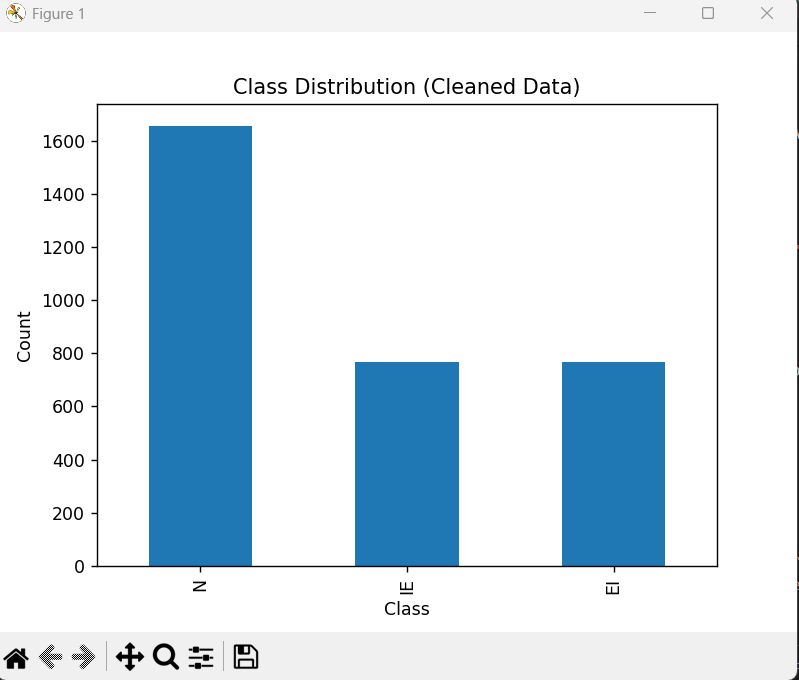 Figure 1
Class Distribution (Cleaned Data)
1600
1400
1200
1000
800
600
400
200
0
Count
N
IE
EI
Class